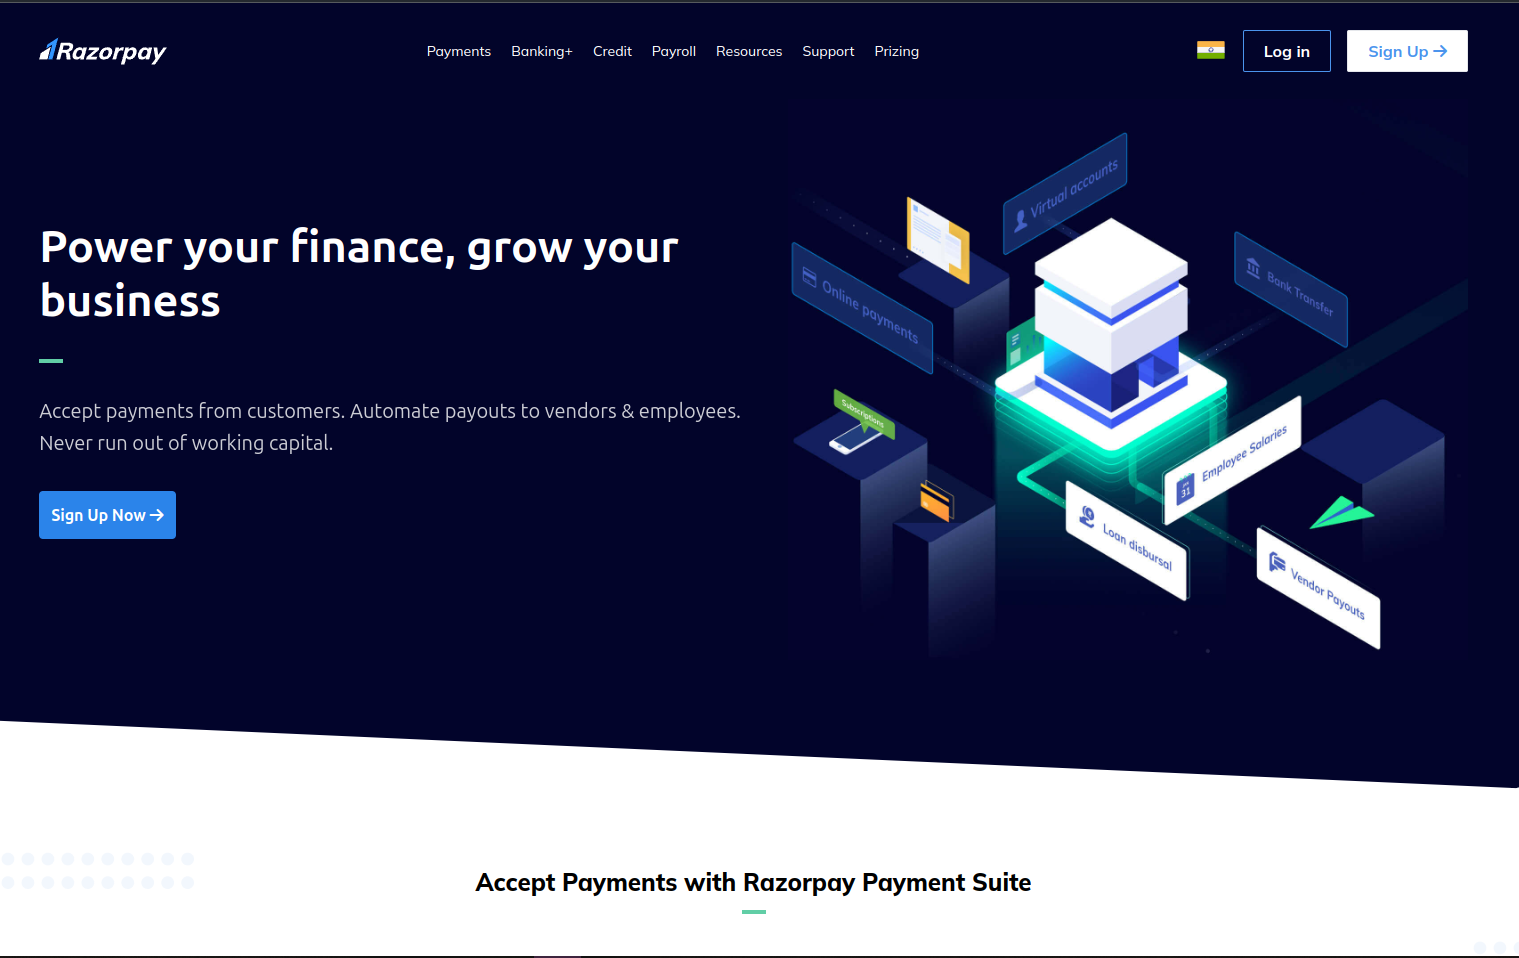 Razorpay
Payments Banking+ Credit Payroll Resources Support Prizing
Log in
Sign Up →
Power your finance, grow your
business
Accept payments from customers. Automate payouts to vendors & employees.
Never run out of working capital.
Sign Up Now →
Virtual accounts
Online payments
Bank Transfer
Subscriptions
Employee Salaries
31
Loan disbursal
Vendor Payouts
Accept Payments with Razorpay Payment Suite